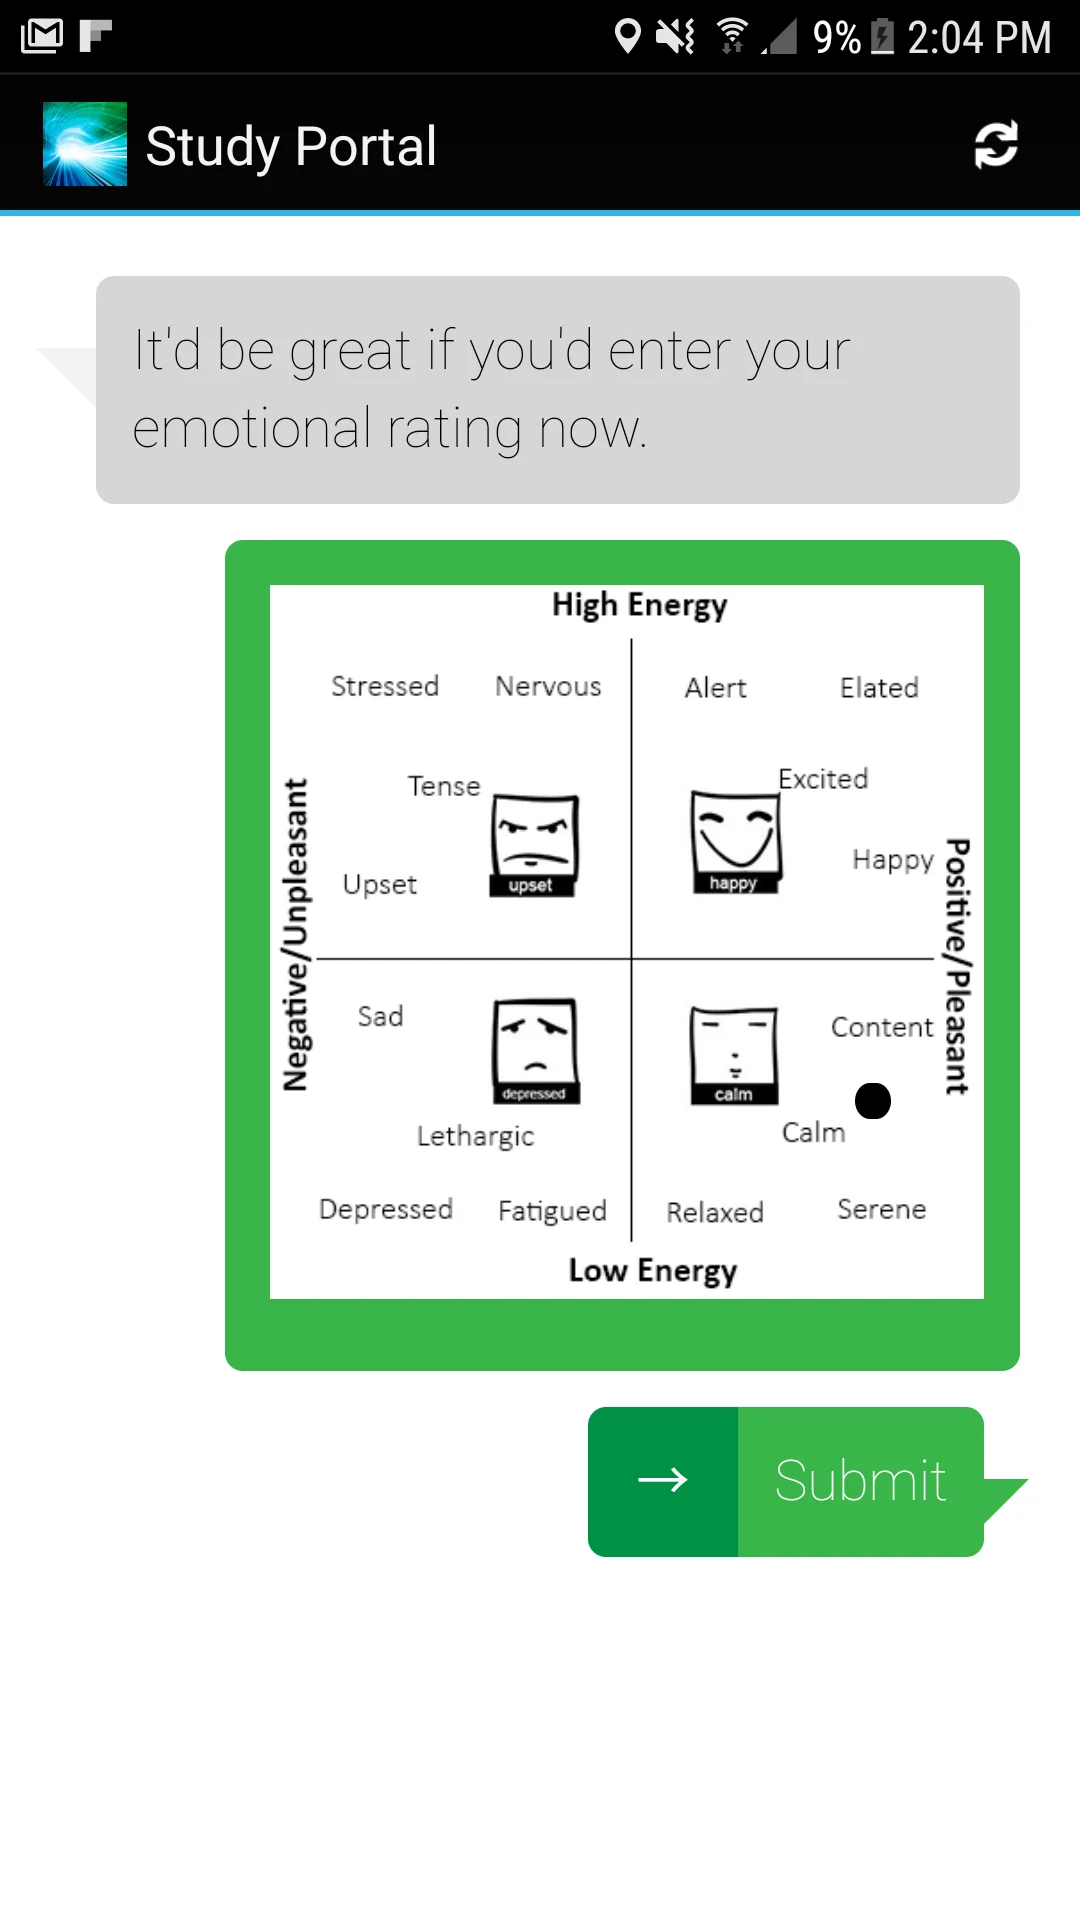 9% 2:04 PM
Study Portal
It'd be great if you'd enter your
emotional rating now.
High Energy
Stressed Nervous Alert Elated
Tense Excited
upset happy
Upset Happy
Negative/Unpleasant
Positive/Pleasant
Sad Content
depressed calm
Lethargic Calm
Depressed Fatigued Relaxed Serene
Low Energy
→ Submit